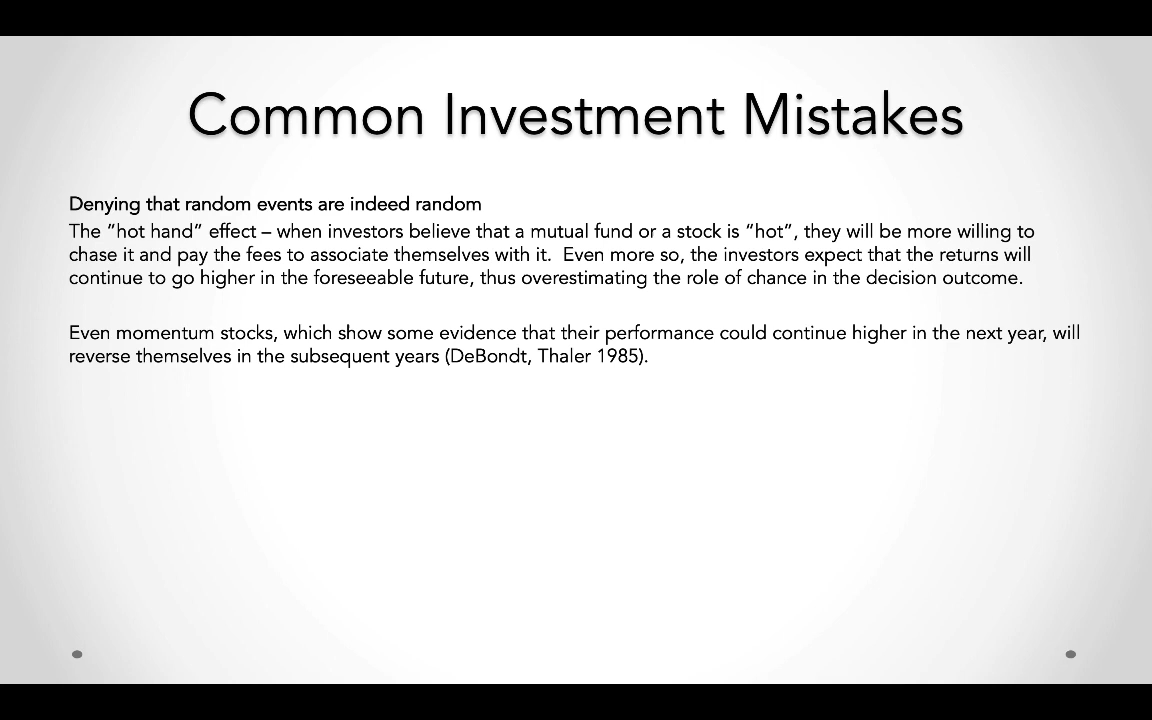 Common Investment Mistakes
Denying that random events are indeed random
The “hot hand” effect – when investors believe that a mutual fund or a stock is “hot”, they will be more willing to
chase it and pay the fees to associate themselves with it.  Even more so, the investors expect that the returns will
continue to go higher in the foreseeable future, thus overestimating the role of chance in the decision outcome.
Even momentum stocks, which show some evidence that their performance could continue higher in the next year, will
reverse themselves in the subsequent years (DeBondt, Thaler 1985).